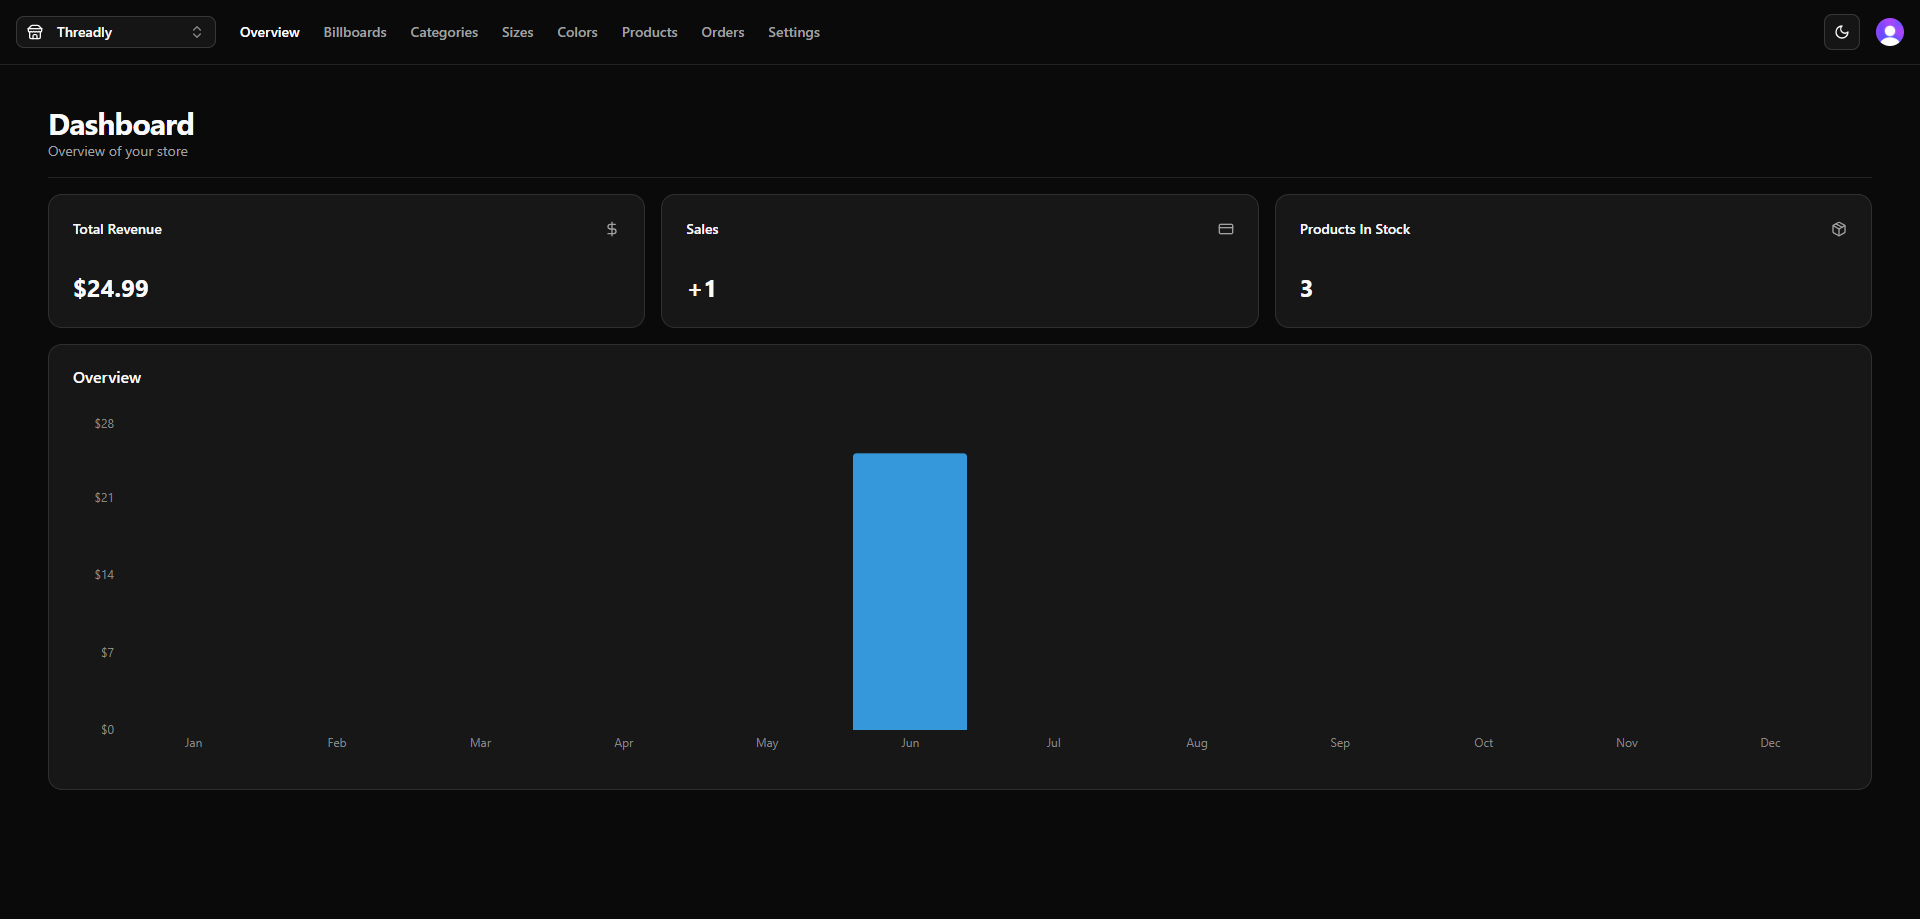 Threadly Overview Billboards Categories Sizes Colors Products Orders Settings
Dashboard
Overview of your store
Total Revenue
$24.99
Sales
+1
Products In Stock
3
Overview
$28
$21
$14
$7
$0
Jan Feb Mar Apr May Jun Jul Aug Sep Oct Nov Dec